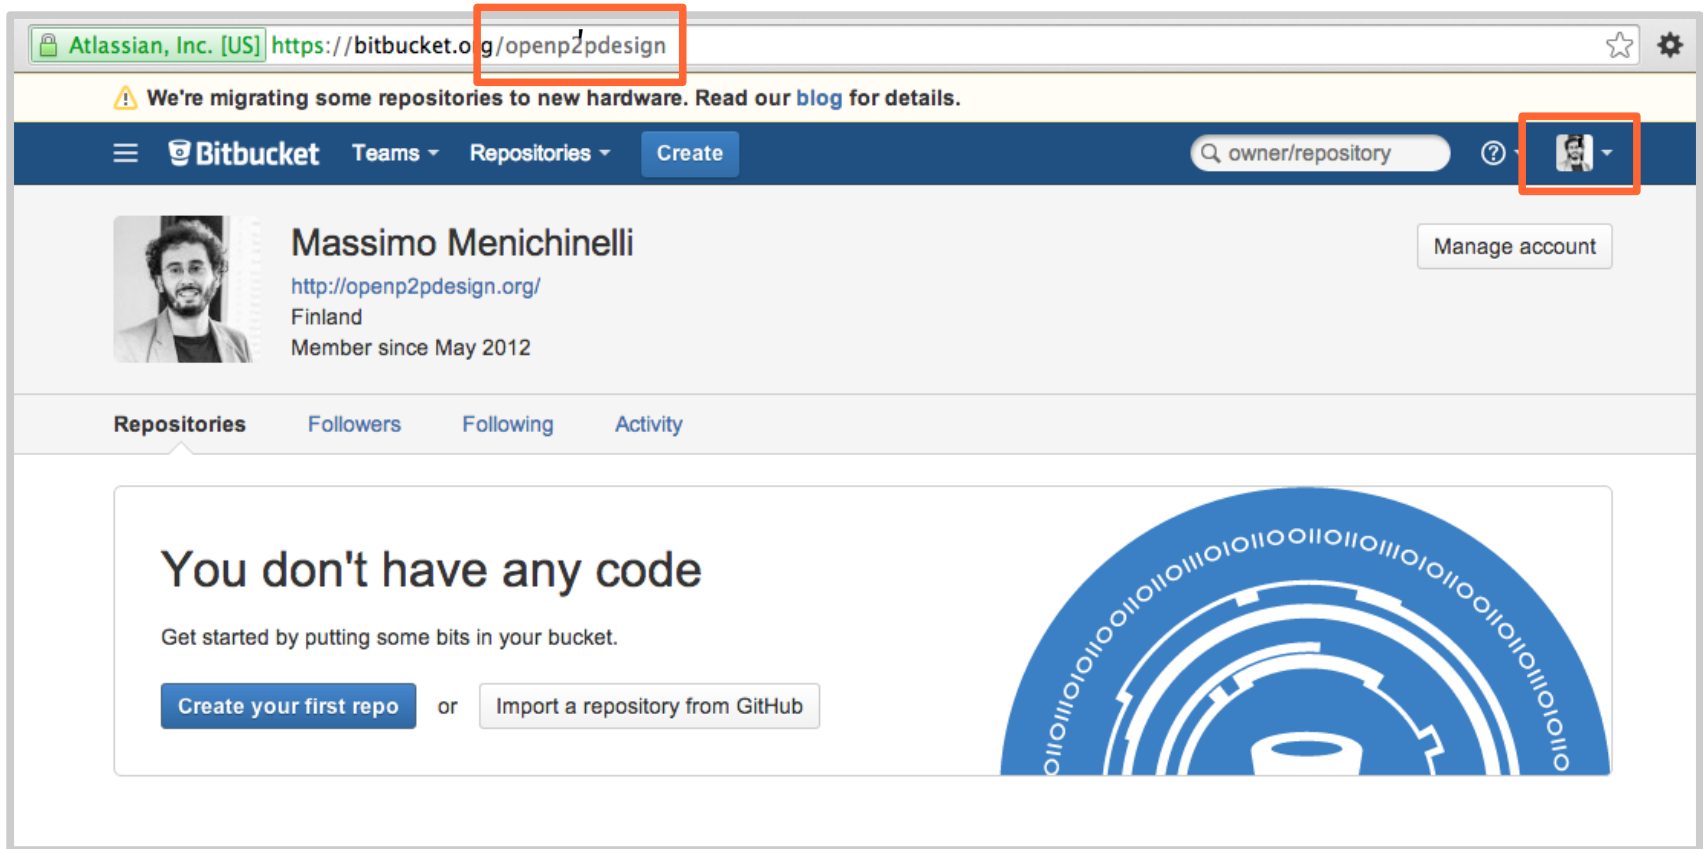 Atlassian, Inc. [US] https://bitbucket.org/openp2pdesign
We're migrating some repositories to new hardware. Read our blog for details.
Bitbucket Teams Repositories Create owner/repository ?
Massimo Menichinelli
Manage account
http://openp2pdesign.org/
Finland
Member since May 2012
Repositories Followers Following Activity
You don't have any code
Get started by putting some bits in your bucket.
Create your first repo or Import a repository from GitHub